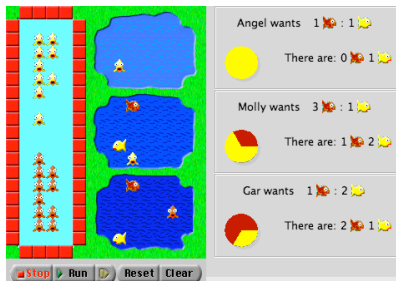 Angel wants 1 : 1
There are: 0 1
Molly wants 3 : 1
There are: 1 2
Gar wants 1 : 2
There are: 2 1
Stop Run Reset Clear